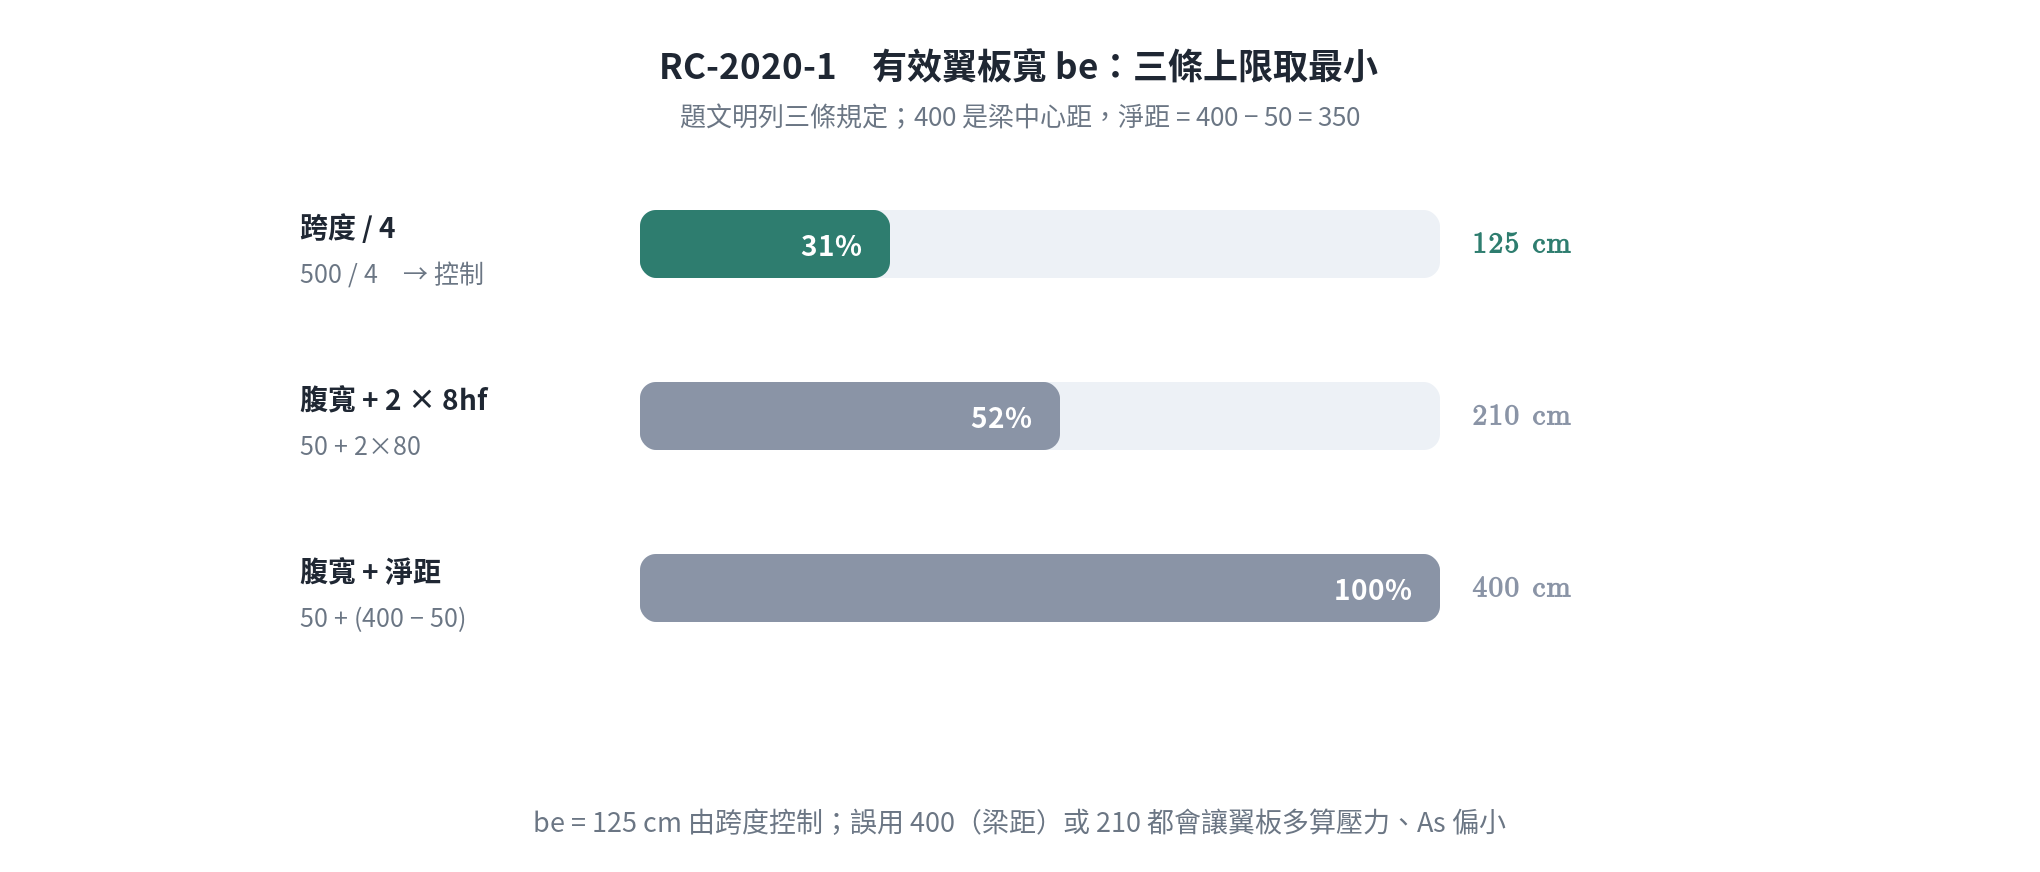 RC-2020-1　有效翼板寬 be：三條上限取最小
題文明列三條規定；400 是梁中心距，淨距 = 400 − 50 = 350
跨度 / 4
500 / 4　→ 控制
31%
125 cm
腹寬 + 2 × 8hf
50 + 2×80
52%
210 cm
腹寬 + 淨距
50 + (400 − 50)
100%
400 cm
be = 125 cm 由跨度控制；誤用 400（梁距）或 210 都會讓翼板多算壓力、As 偏小